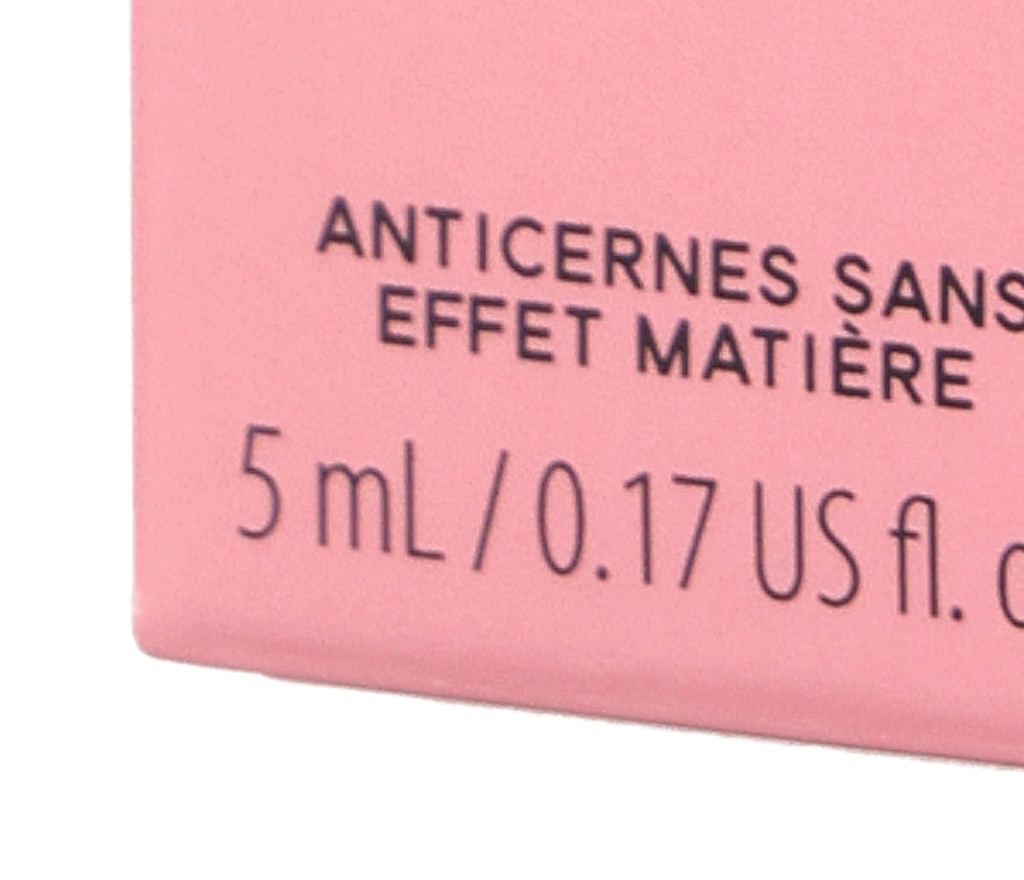 ANTICERNES SANS
EFFET MATIÈRE
5 mL / 0.17 US fl.